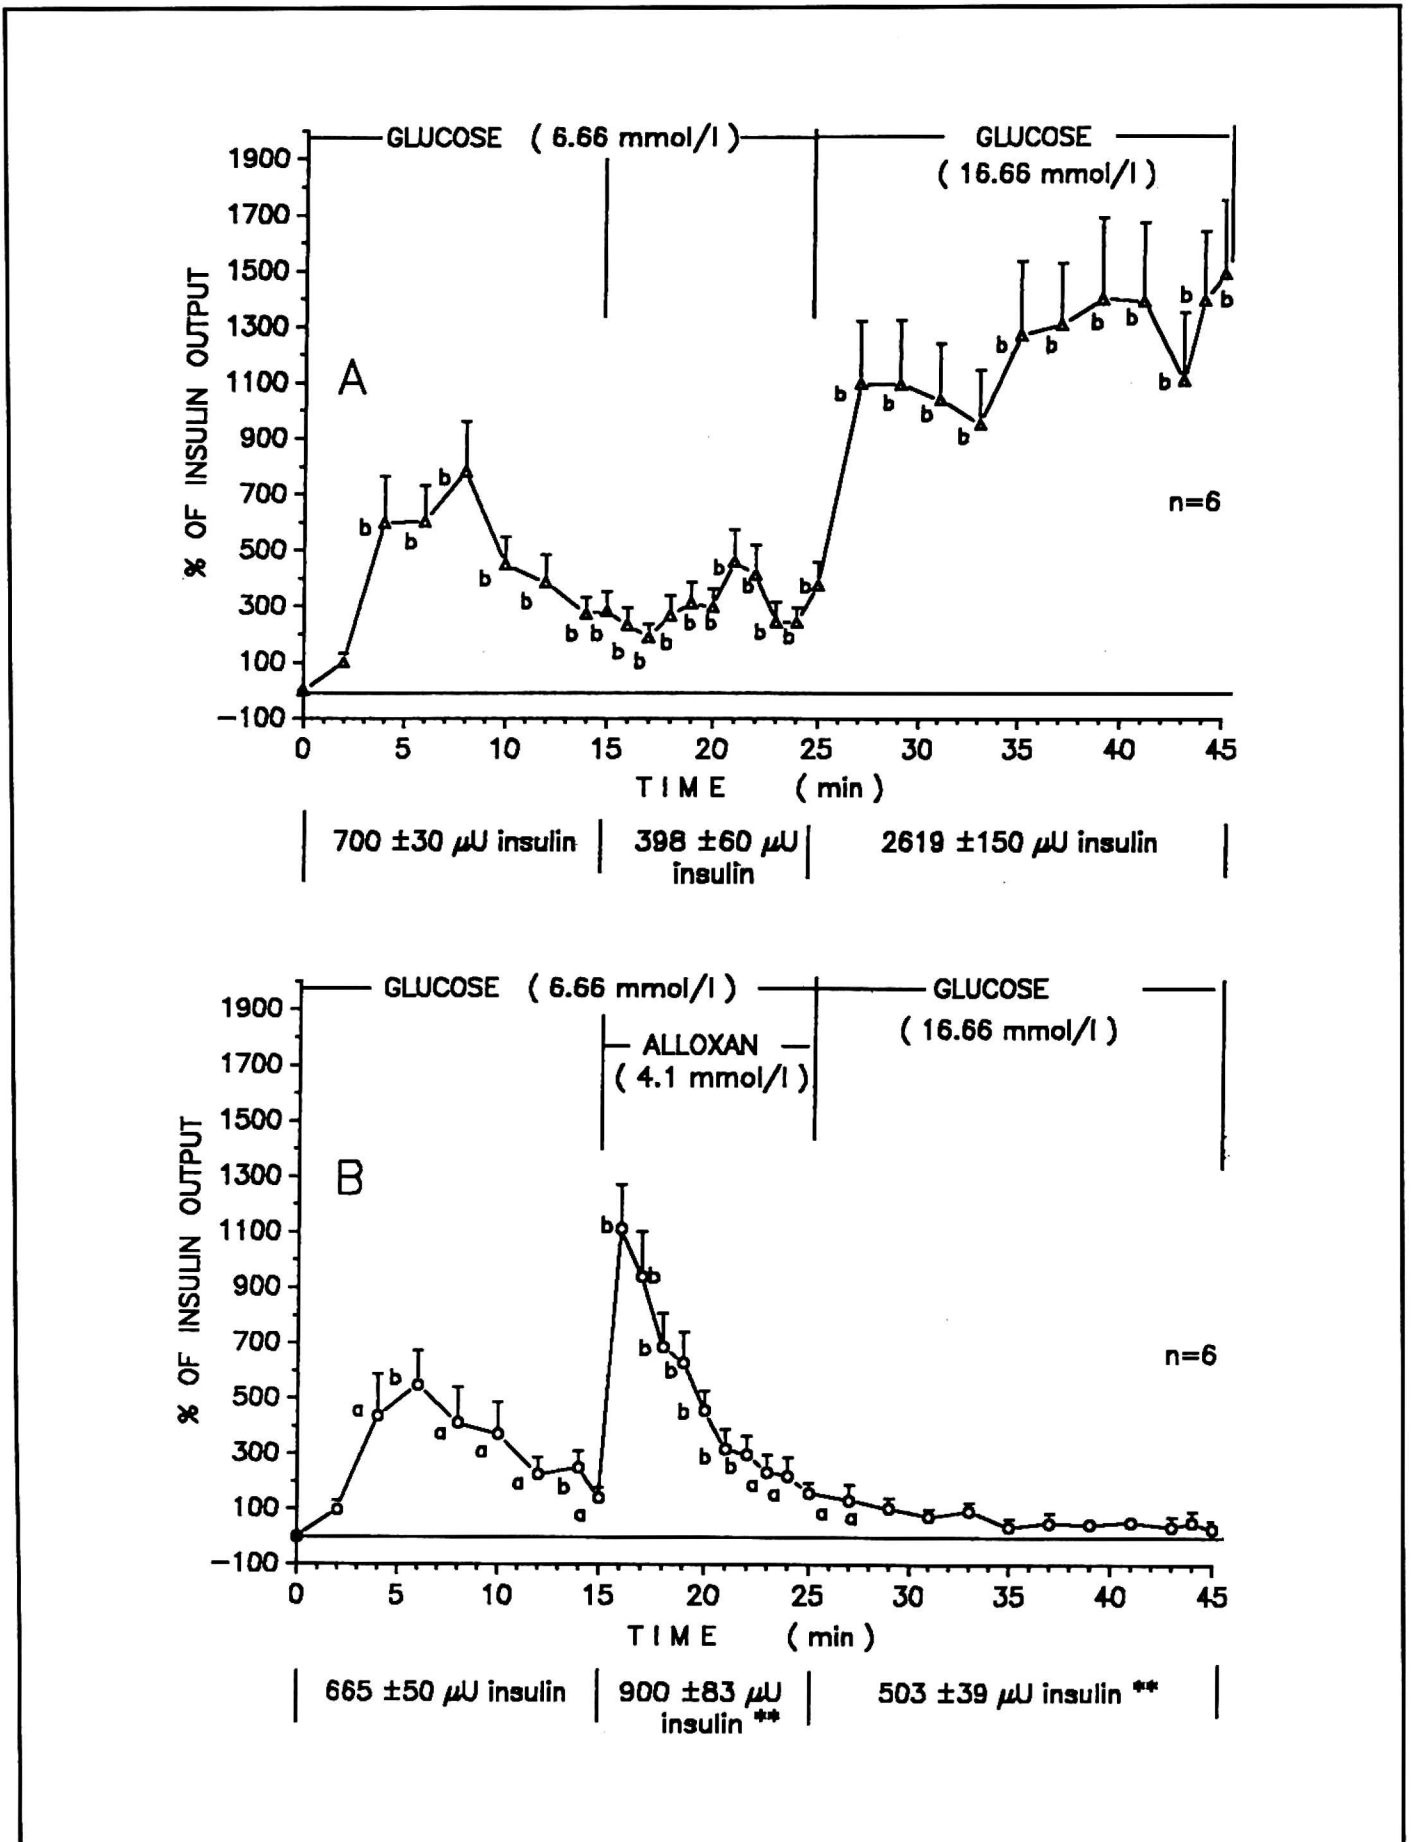 GLUCOSE ( 6.66 mmol/l )
GLUCOSE
( 16.66 mmol/l )
1900
1700
1500
1300
1100
900
700
500
300
100
-100
% OF INSULIN OUTPUT
A
b b b b b b b b b b b b b b b b b b b b b b b b b b b b b
n=6
0 5 10 15 20 25 30 35 40 45
TIME ( min )
700 ±30 µU insulin
398 ±60 µU
insulin
2619 ±150 µU insulin
GLUCOSE ( 6.66 mmol/l )
GLUCOSE
( 16.66 mmol/l )
ALLOXAN
( 4.1 mmol/l )
1900
1700
1500
1300
1100
900
700
500
300
100
-100
% OF INSULIN OUTPUT
B
a b a a a b a b b b b b b b a a a a
n=6
0 5 10 15 20 25 30 35 40 45
TIME ( min )
665 ±50 µU insulin
900 ±83 µU
insulin **
503 ±39 µU insulin **